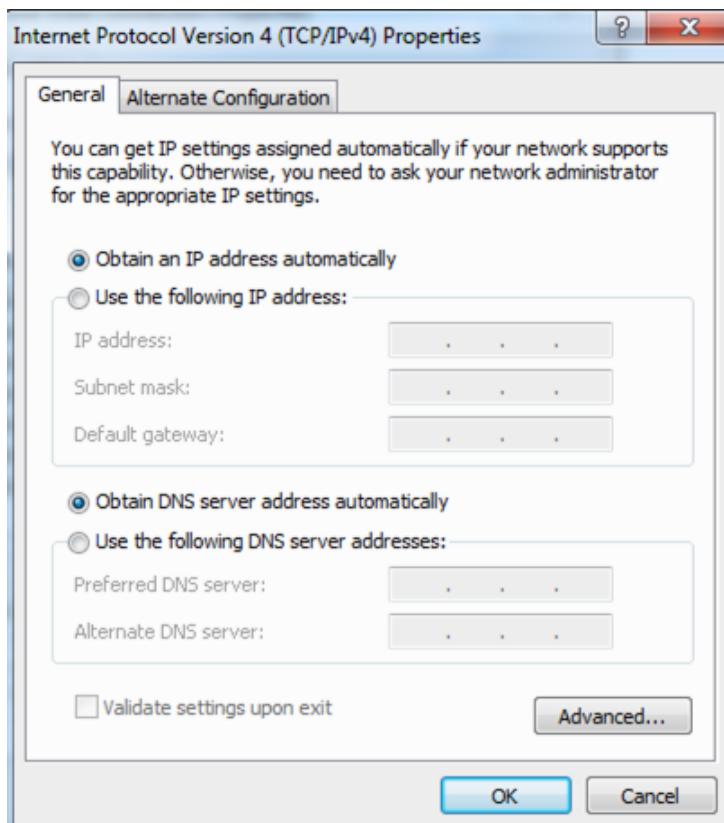 Internet Protocol Version 4 (TCP/IPv4) Properties
General
Alternate Configuration
You can get IP settings assigned automatically if your network supports
this capability. Otherwise, you need to ask your network administrator
for the appropriate IP settings.
Obtain an IP address automatically
Use the following IP address:
IP address:
Subnet mask:
Default gateway:
Obtain DNS server address automatically
Use the following DNS server addresses:
Preferred DNS server:
Alternate DNS server:
Validate settings upon exit
Advanced...
OK
Cancel